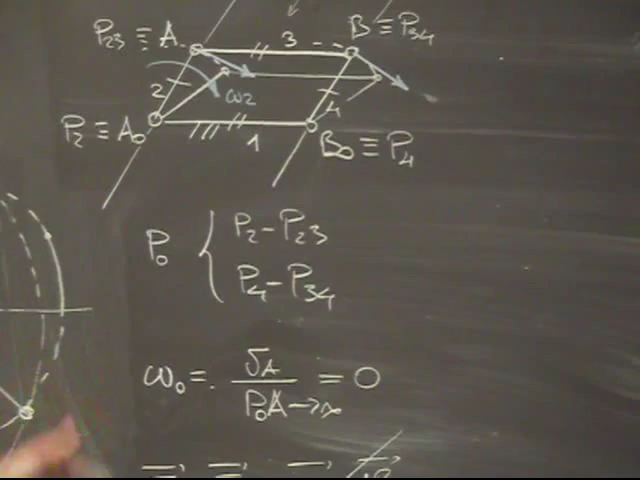 P23 ≡ A 3 B ≡ P34
2 ω2 4
P2 ≡ A0 1 B0 ≡ P4
P0 { P2 – P23
P4 – P34
ω0 = vA / P0A→∞ = 0